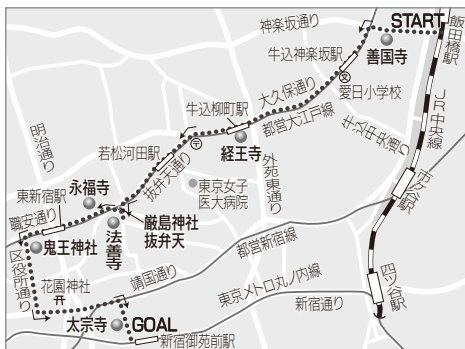 神楽坂通り
START
飯田橋駅
善国寺
牛込神楽坂駅
愛日小学校
大久保通り
牛込柳町駅
都営大江戸線
牛込中央通り
JR中央線
市ケ谷駅
経王寺
外苑東通り
若松河田駅
抜弁天通り
東京女子
医大病院
明治通り
永福寺
東新宿駅
職安通り
厳島神社
抜弁天
法善寺
鬼王神社
区役所通り
都営新宿線
靖国通り
花園神社
東京メトロ丸ノ内線
四ツ谷駅
新宿通り
太宗寺
GOAL
新宿御苑前駅